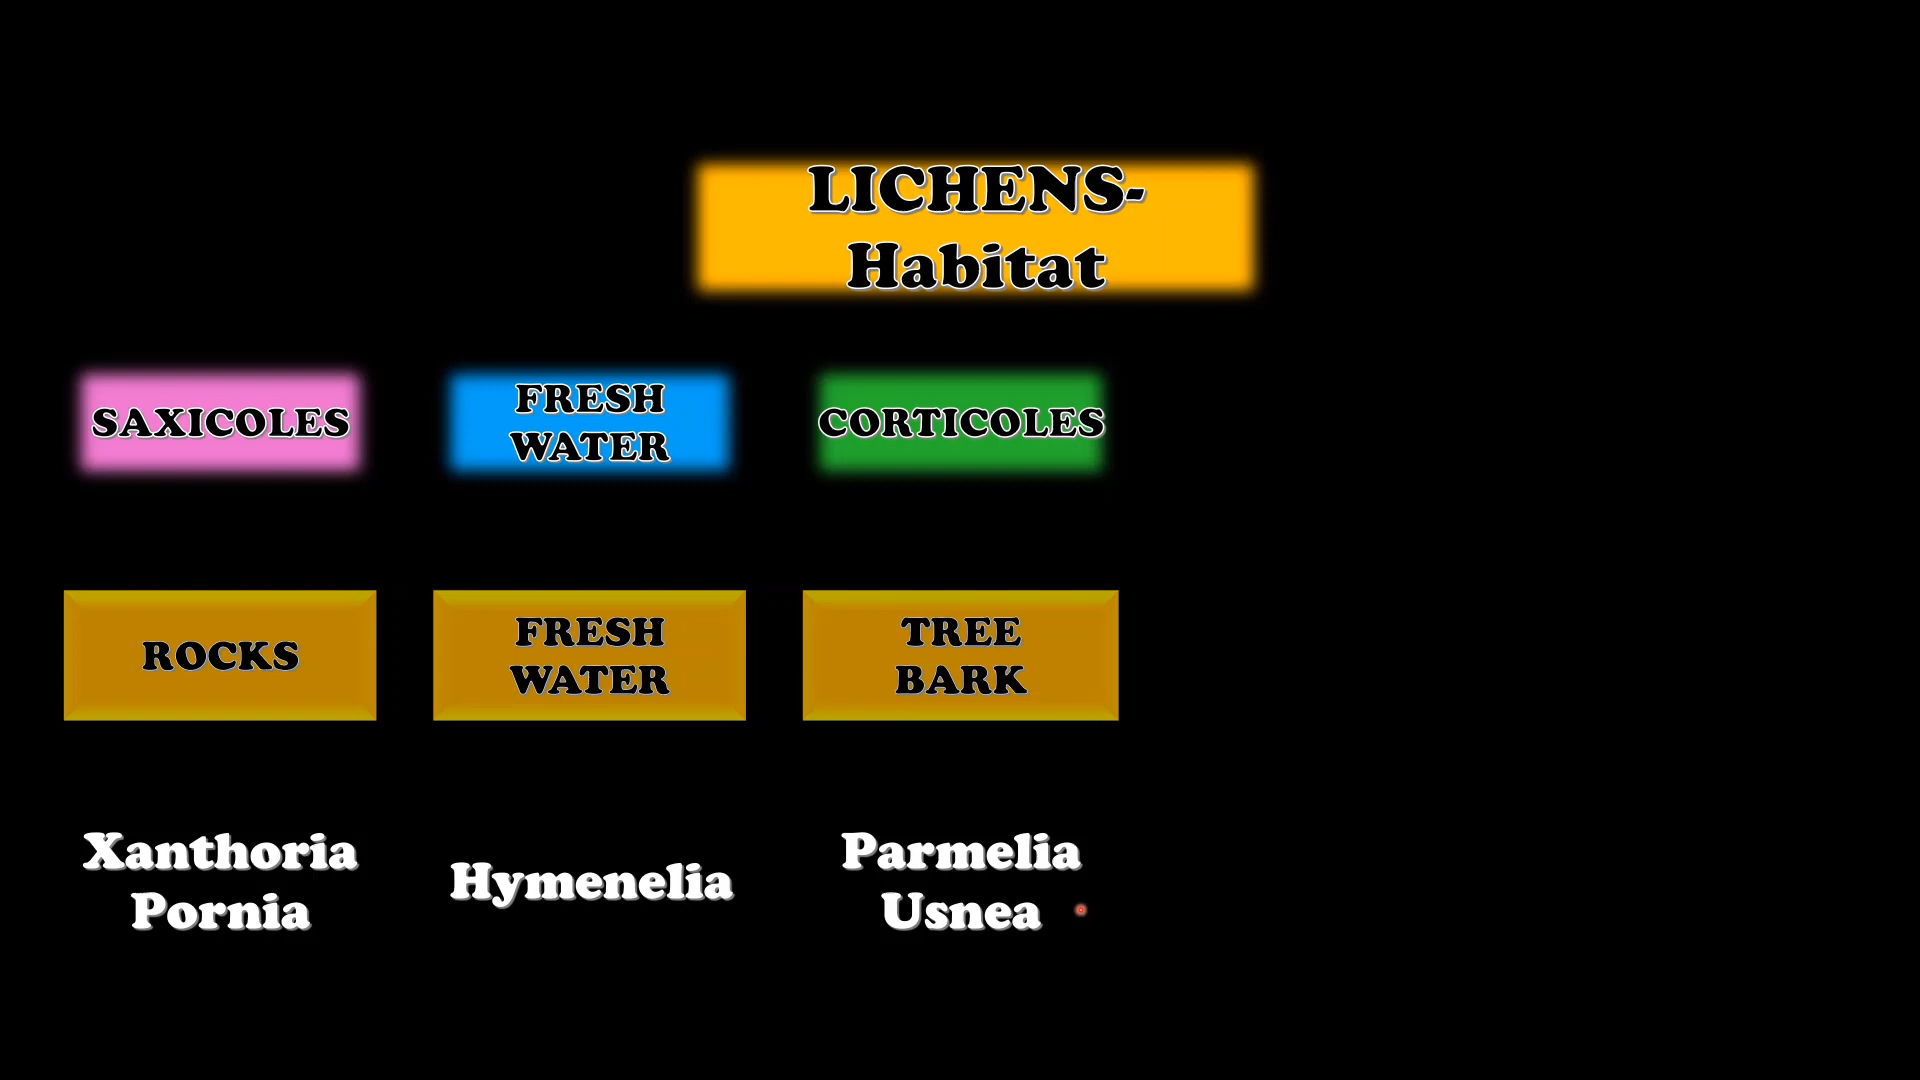 LICHENS-
Habitat
SAXICOLES
FRESH
WATER
CORTICOLES
ROCKS
FRESH
WATER
TREE
BARK
Xanthoria
Pornia
Hymenelia
Parmelia
Usnea